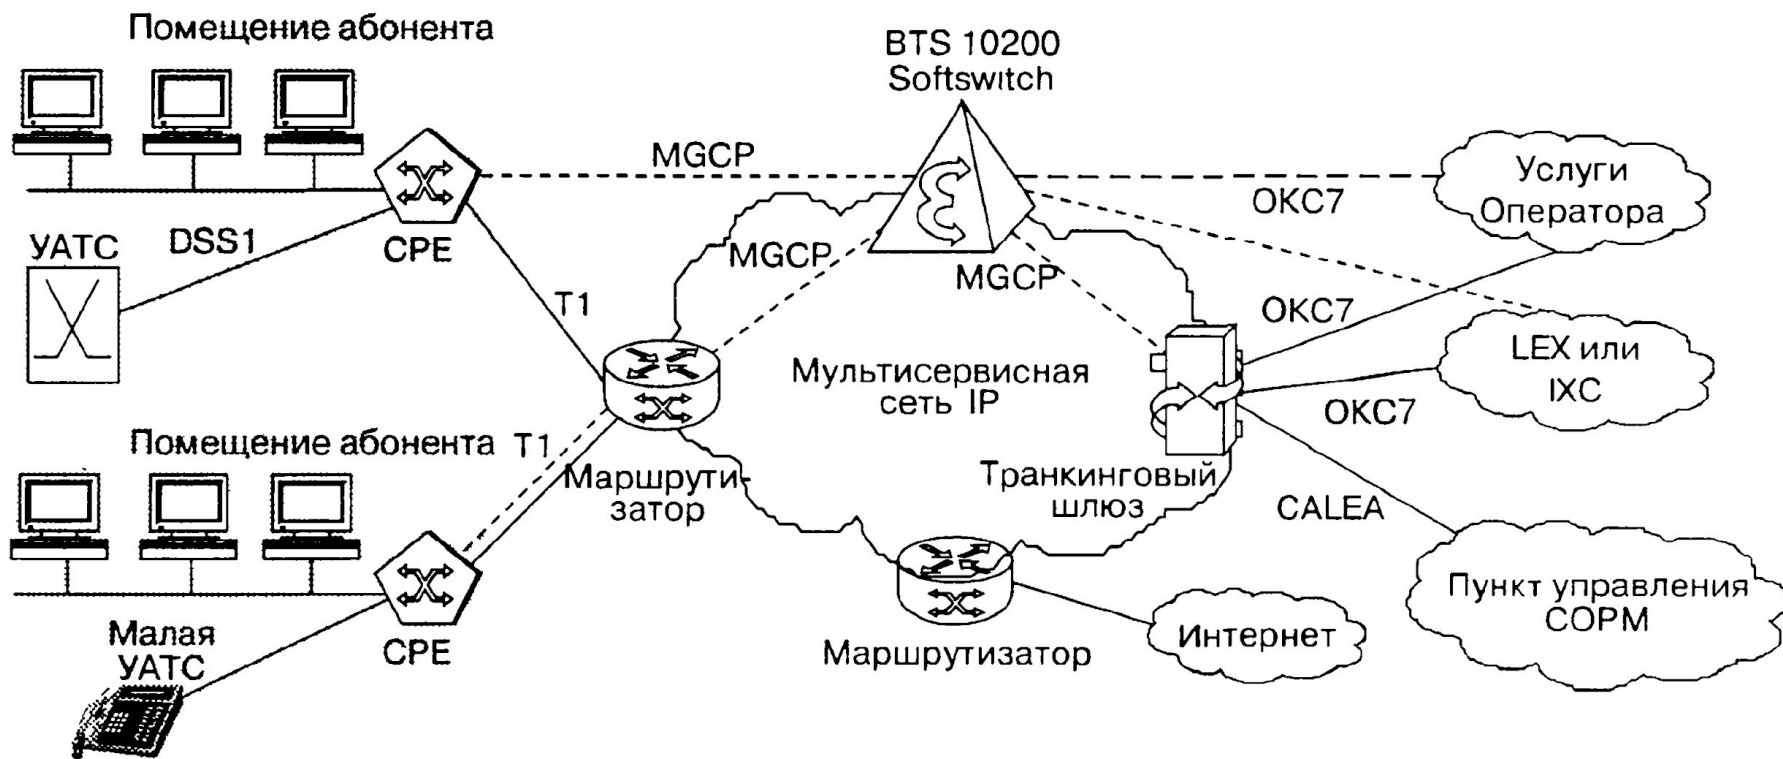 Помещение абонента
BTS 10200
Softswitch
MGCP
ОКС7
Услуги
Оператора
УАТС
DSS1
CPE
MGCP
MGCP
T1
ОКС7
LEX или
IXC
Мультисервисная
сеть IP
ОКС7
Помещение абонента
T1
Маршрути-
затор
Транкинговый
шлюз
CALEA
Пункт управления
СОРМ
Малая
УАТС
CPE
Маршрутизатор
Интернет